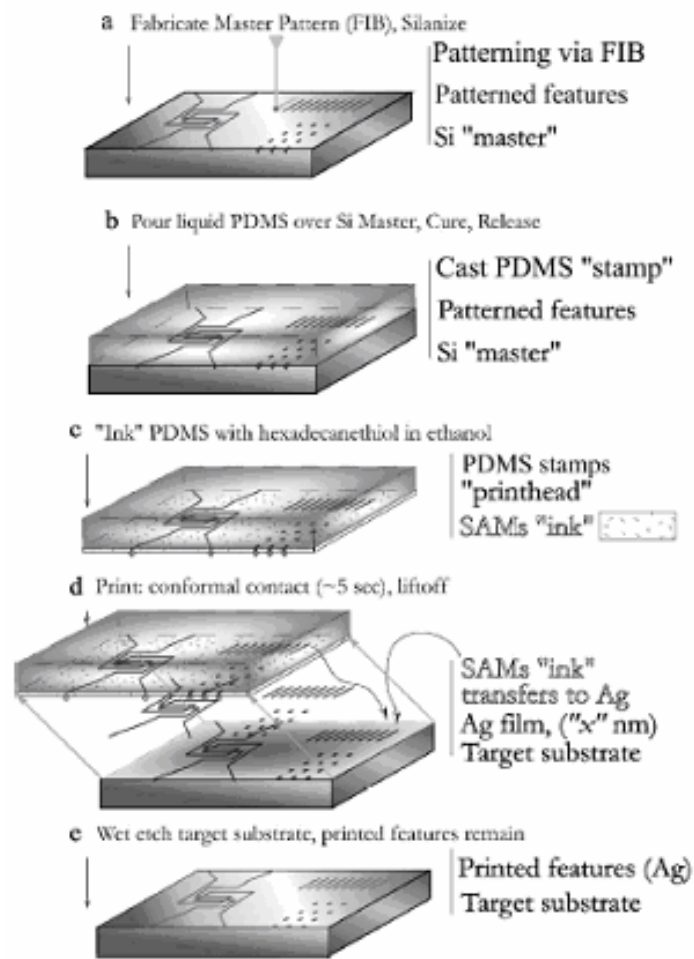 a Fabricate Master Pattern (FIB), Silanize
Patterning via FIB
Patterned features
Si "master"
b Pour liquid PDMS over Si Master, Cure, Release
Cast PDMS "stamp"
Patterned features
Si "master"
c "Ink" PDMS with hexadecanethiol in ethanol
PDMS stamps
"printhead"
SAMs "ink"
d Print: conformal contact (~5 sec), liftoff
SAMs "ink"
transfers to Ag
Ag film, ("x" nm)
Target substrate
e Wet etch target substrate, printed features remain
Printed features (Ag)
Target substrate